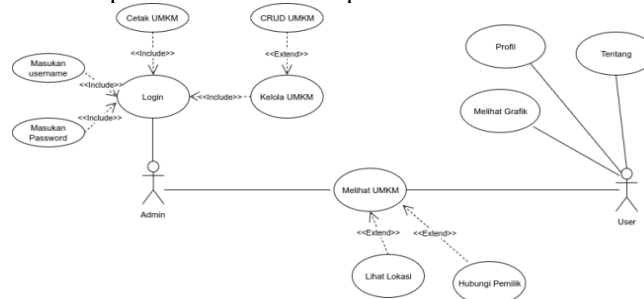 Cetak UMKM
CRUD UMKM
<<Include>>
<<Extend>>
Masukan
username
<<Include>>
Login
<<Include>>
Kelola UMKM
<<Include>>
Masukan
Password
Profil
Tentang
Melihat Grafik
Admin
Melihat UMKM
User
<<Extend>>
<<Extend>>
Lihat Lokasi
Hubungi Pemilik